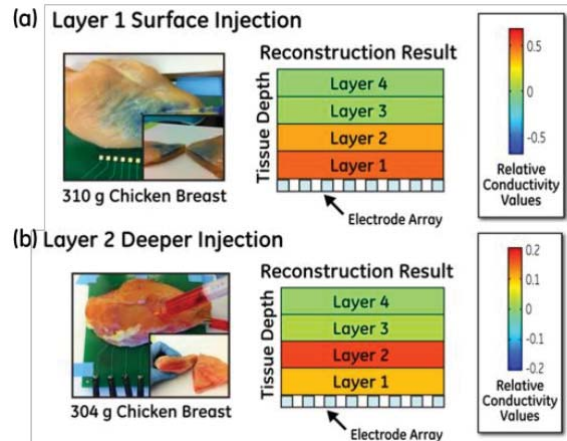 (a) Layer 1 Surface Injection
Reconstruction Result
Tissue Depth
Layer 4
Layer 3
Layer 2
Layer 1
Electrode Array
310 g Chicken Breast
0.5
0
-0.5
Relative
Conductivity
Values
(b) Layer 2 Deeper Injection
Reconstruction Result
Tissue Depth
Layer 4
Layer 3
Layer 2
Layer 1
Electrode Array
304 g Chicken Breast
0.2
0.1
0
-0.1
-0.2
Relative
Conductivity
Values